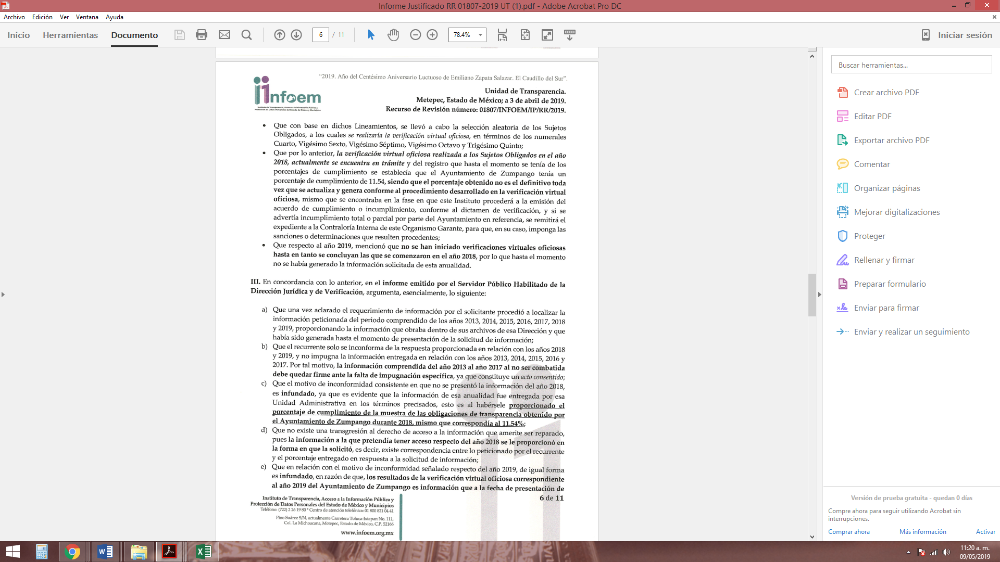 Informe Justificado RR 01807-2019 UT (1).pdf - Adobe Acrobat Pro DC
Archivo Edición Ver Ventana Ayuda
Inicio Herramientas Documento
6 / 11
78.4%
Iniciar sesión
"2019. Año del Centésimo Aniversario Luctuoso de Emiliano Zapata Salazar. El Caudillo del Sur".
infoem
Instituto de Transparencia, Acceso a la Información Pública y
Protección de Datos Personales del Estado de México y Municipios
Unidad de Transparencia.
Metepec, Estado de México; a 3 de abril de 2019.
Recurso de Revisión número: 01807/INFOEM/IP/RR/2019.
• Que con base en dichos Lineamientos, se llevó a cabo la selección aleatoria de los Sujetos
Obligados, a los cuales se realizaría la verificación virtual oficiosa, en términos de los numerales
Cuarto, Vigésimo Sexto, Vigésimo Séptimo, Vigésimo Octavo y Trigésimo Quinto;
• Que por lo anterior, la verificación virtual oficiosa realizada a los Sujetos Obligados en el año
2018, actualmente se encuentra en trámite y del registro que hasta el momento se tenía de los
porcentajes de cumplimiento se establecía que el Ayuntamiento de Zumpango tenía un
porcentaje de cumplimiento de 11.54, siendo que el porcentaje obtenido no es el definitivo toda
vez que se actualiza y genera conforme al procedimiento desarrollado en la verificación virtual
oficiosa, mismo que se encontraba en la fase en que este Instituto procederá a la emisión del
acuerdo de cumplimiento o incumplimiento, conforme al dictamen de verificación, y si se
advertía incumplimiento total o parcial por parte del Ayuntamiento en referencia, se remitirá el
expediente a la Contraloría Interna de este Organismo Garante, para que, en su caso, imponga las
sanciones o determinaciones que resulten procedentes;
• Que respecto al año 2019, mencionó que no se han iniciado verificaciones virtuales oficiosas
hasta en tanto se concluyan las que se comenzaron en el año 2018, por lo que hasta el momento
no se había generado la información solicitada de esta anualidad.
III. En concordancia con lo anterior, en el informe emitido por el Servidor Público Habilitado de la
Dirección Jurídica y de Verificación, argumenta, esencialmente, lo siguiente:
a) Que una vez aclarado el requerimiento de información por el solicitante procedió a localizar la
información peticionada del periodo comprendido de los años 2013, 2014, 2015, 2016, 2017, 2018
y 2019, proporcionando la información que obraba dentro de sus archivos de esa Dirección y que
había sido generada hasta el momento de presentación de la solicitud de información;
b) Que el recurrente solo se inconforma de la respuesta proporcionada en relación con los años 2018
y 2019, y no impugna la información entregada en relación con los años 2013, 2014, 2015, 2016 y
2017. Por tal motivo, la información comprendida del año 2013 al año 2017 al no ser combatida
debe quedar firme ante la falta de impugnación específica, ya que constituye un acto consentido;
c) Que el motivo de inconformidad consistente en que no se presentó la información del año 2018,
es infundado, ya que es evidente que la información de esa anualidad fue entregada por esa
Unidad Administrativa en los términos precisados, esto es al habérsele proporcionado el
porcentaje de cumplimiento de la muestra de las obligaciones de transparencia obtenido por
el Ayuntamiento de Zumpango durante 2018, mismo que correspondía al 11.54%;
d) Que no existe una transgresión al derecho de acceso a la información que amerite ser reparado,
pues la información a la que pretendía tener acceso respecto del año 2018 se le proporcionó en
la forma en que la solicitó, es decir, existe correspondencia entre lo peticionado por el recurrente
y el porcentaje entregado en respuesta a la solicitud de información;
e) Que en relación con el motivo de inconformidad señalado respecto del año 2019, de igual forma
es infundado, en razón de que, los resultados de la verificación virtual oficiosa correspondiente
al año 2019 del Ayuntamiento de Zumpango es información que a la fecha de presentación de
6 de 11
Instituto de Transparencia, Acceso a la Información Pública y
Protección de Datos Personales del Estado de México y Municipios
Teléfono: (722) 2 26 19 80 * Centro de atención telefónica: 01 800 821 04 41
Pino Suárez S/N, actualmente Carretera Toluca-Ixtapan No. 111,
Col. La Michoacana, Metepec, Estado de México, C.P. 52166
www.infoem.org.mx
Buscar herramientas...
Crear archivo PDF
Editar PDF
Exportar archivo PDF
Comentar
Organizar páginas
Mejorar digitalizaciones
Proteger
Rellenar y firmar
Preparar formulario
Enviar para firmar
Enviar y realizar un seguimiento
Versión de prueba gratuita - quedan 0 días
Compre ahora para seguir utilizando Acrobat sin
interrupciones.
Comprar ahora Más información Activar
11:20 a. m.
09/05/2019